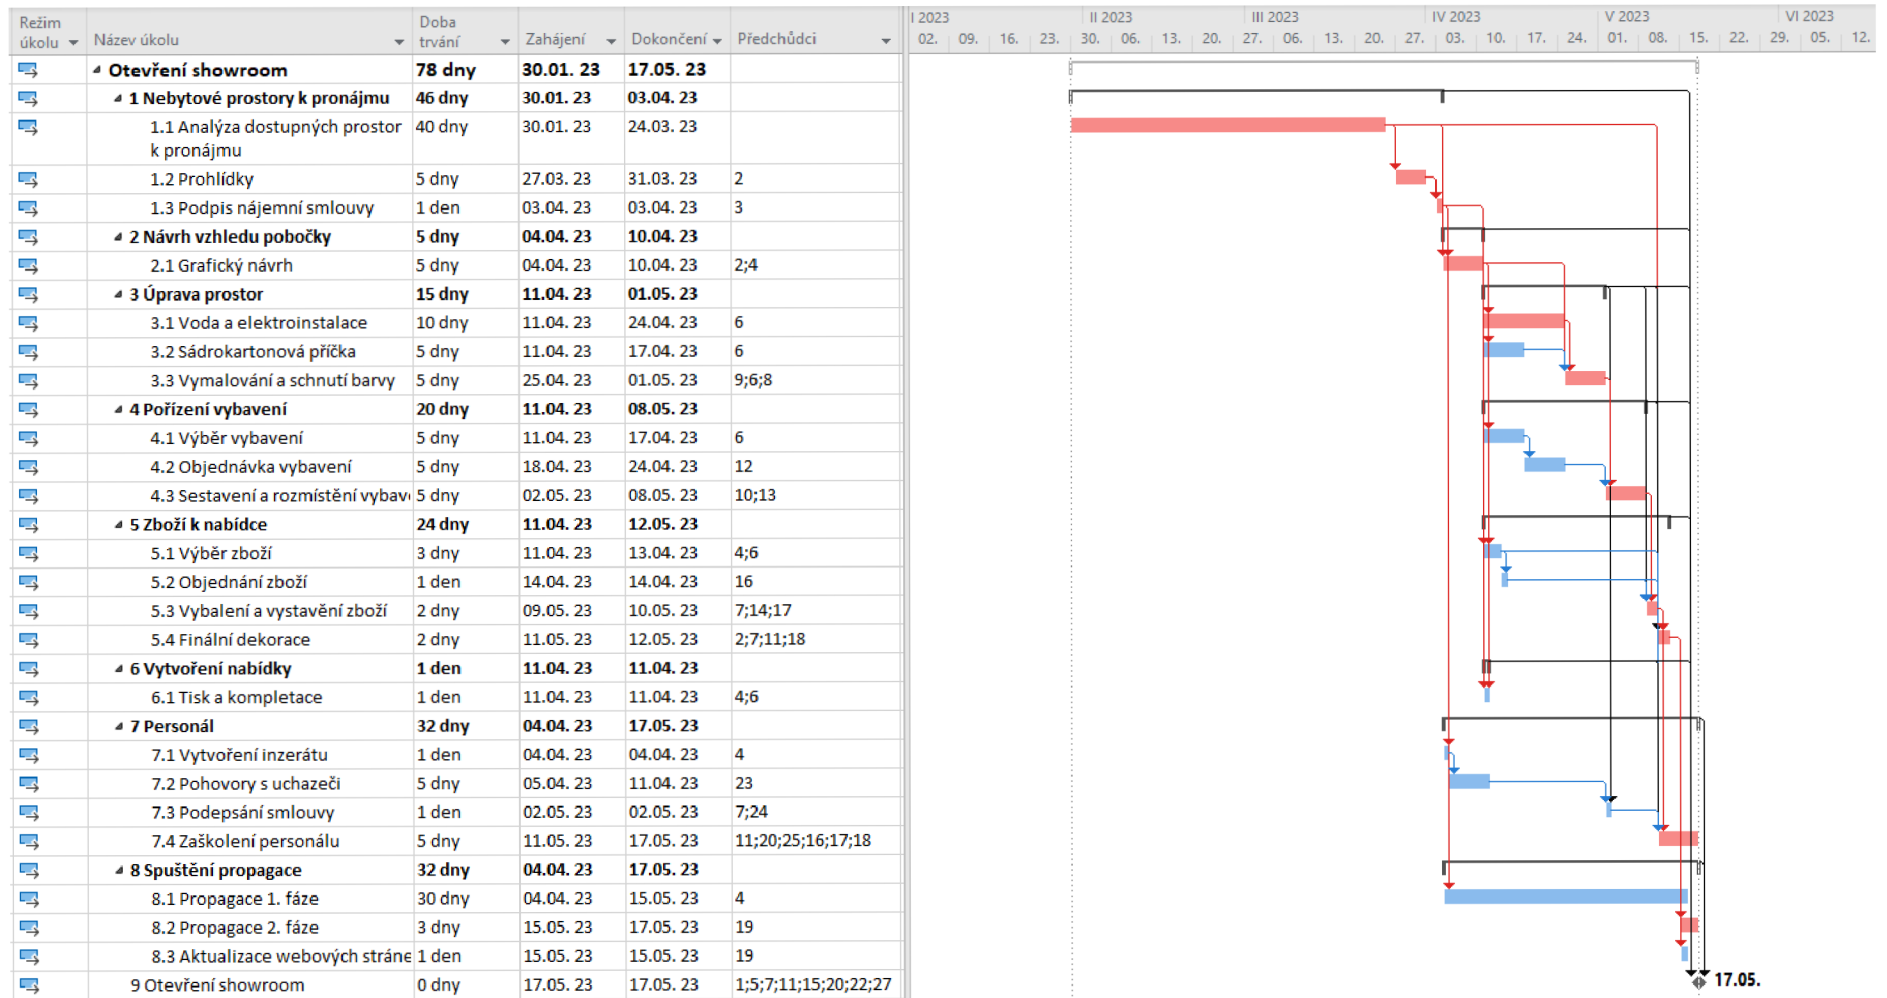 Režim úkolu Název úkolu Doba trvání Zahájení Dokončení Předchůdci
I 2023 II 2023 III 2023 IV 2023 V 2023 VI 2023
02. 09. 16. 23. 30. 06. 13. 20. 27. 06. 13. 20. 27. 03. 10. 17. 24. 01. 08. 15. 22. 29. 05. 12.
Otevření showroom 78 dny 30.01. 23 17.05. 23
1 Nebytové prostory k pronájmu 46 dny 30.01. 23 03.04. 23
1.1 Analýza dostupných prostor k pronájmu 40 dny 30.01. 23 24.03. 23
1.2 Prohlídky 5 dny 27.03. 23 31.03. 23 2
1.3 Podpis nájemní smlouvy 1 den 03.04. 23 03.04. 23 3
2 Návrh vzhledu pobočky 5 dny 04.04. 23 10.04. 23
2.1 Grafický návrh 5 dny 04.04. 23 10.04. 23 2;4
3 Úprava prostor 15 dny 11.04. 23 01.05. 23
3.1 Voda a elektroinstalace 10 dny 11.04. 23 24.04. 23 6
3.2 Sádrokartonová příčka 5 dny 11.04. 23 17.04. 23 6
3.3 Vymalování a schnutí barvy 5 dny 25.04. 23 01.05. 23 9;6;8
4 Pořízení vybavení 20 dny 11.04. 23 08.05. 23
4.1 Výběr vybavení 5 dny 11.04. 23 17.04. 23 6
4.2 Objednávka vybavení 5 dny 18.04. 23 24.04. 23 12
4.3 Sestavení a rozmístění vybav 5 dny 02.05. 23 08.05. 23 10;13
5 Zboží k nabídce 24 dny 11.04. 23 12.05. 23
5.1 Výběr zboží 3 dny 11.04. 23 13.04. 23 4;6
5.2 Objednání zboží 1 den 14.04. 23 14.04. 23 16
5.3 Vybalení a vystavění zboží 2 dny 09.05. 23 10.05. 23 7;14;17
5.4 Finální dekorace 2 dny 11.05. 23 12.05. 23 2;7;11;18
6 Vytvoření nabídky 1 den 11.04. 23 11.04. 23
6.1 Tisk a kompletace 1 den 11.04. 23 11.04. 23 4;6
7 Personál 32 dny 04.04. 23 17.05. 23
7.1 Vytvoření inzerátu 1 den 04.04. 23 04.04. 23 4
7.2 Pohovory s uchazeči 5 dny 05.04. 23 11.04. 23 23
7.3 Podepsání smlouvy 1 den 02.05. 23 02.05. 23 7;24
7.4 Zaškolení personálu 5 dny 11.05. 23 17.05. 23 11;20;25;16;17;18
8 Spuštění propagace 32 dny 04.04. 23 17.05. 23
8.1 Propagace 1. fáze 30 dny 04.04. 23 15.05. 23 4
8.2 Propagace 2. fáze 3 dny 15.05. 23 17.05. 23 19
8.3 Aktualizace webových stráne 1 den 15.05. 23 15.05. 23 19
9 Otevření showroom 0 dny 17.05. 23 17.05. 23 1;5;7;11;15;20;22;27
17.05.